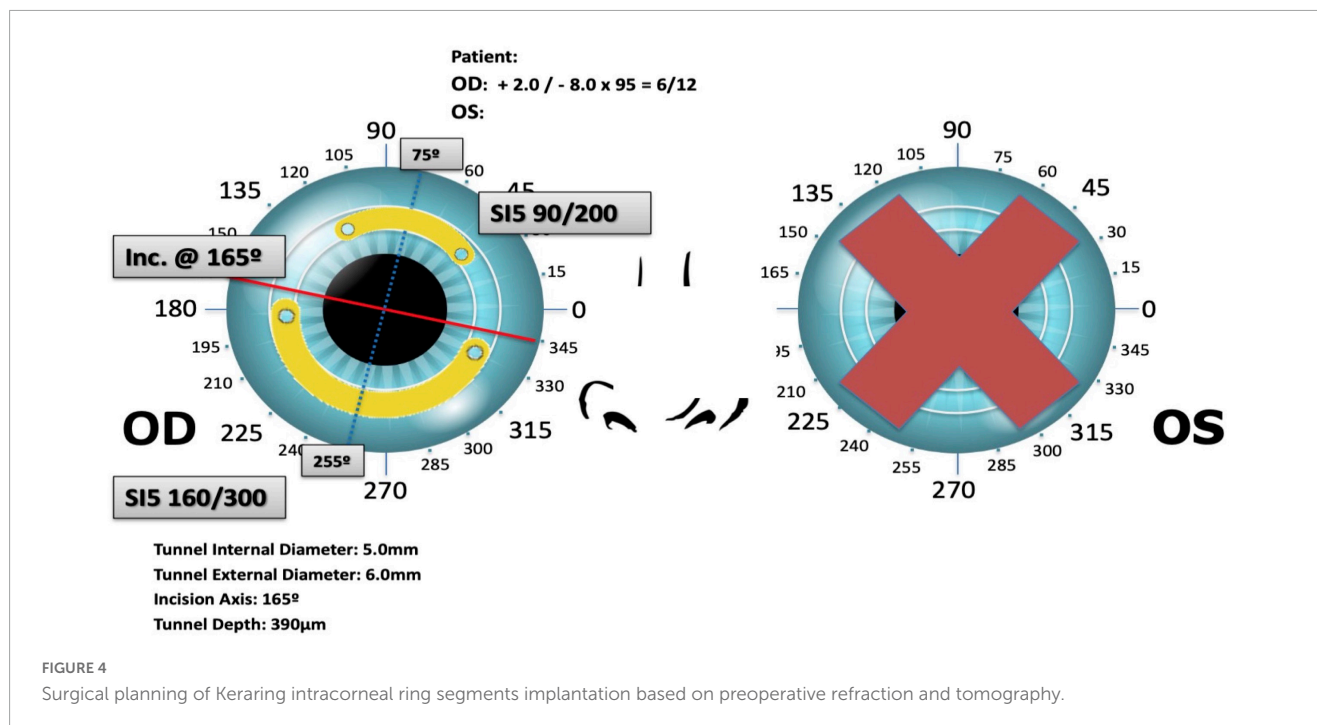 Patient:
OD: + 2.0 / - 8.0 x 95 = 6/12
OS:
90
105
75º
60
120
135
45
SI5 90/200
150
Inc. @ 165º
15
180
0
195
345
210
330
OD
225
315
240
255º
300
285
SI5 160/300
270
90
105
75
120
60
135
45
150
30
165
15
0
95
345
210
330
225
315
OS
240
300
255
285
270
Tunnel Internal Diameter: 5.0mm
Tunnel External Diameter: 6.0mm
Incision Axis: 165º
Tunnel Depth: 390µm
FIGURE 4
Surgical planning of Keraring intracorneal ring segments implantation based on preoperative refraction and tomography.